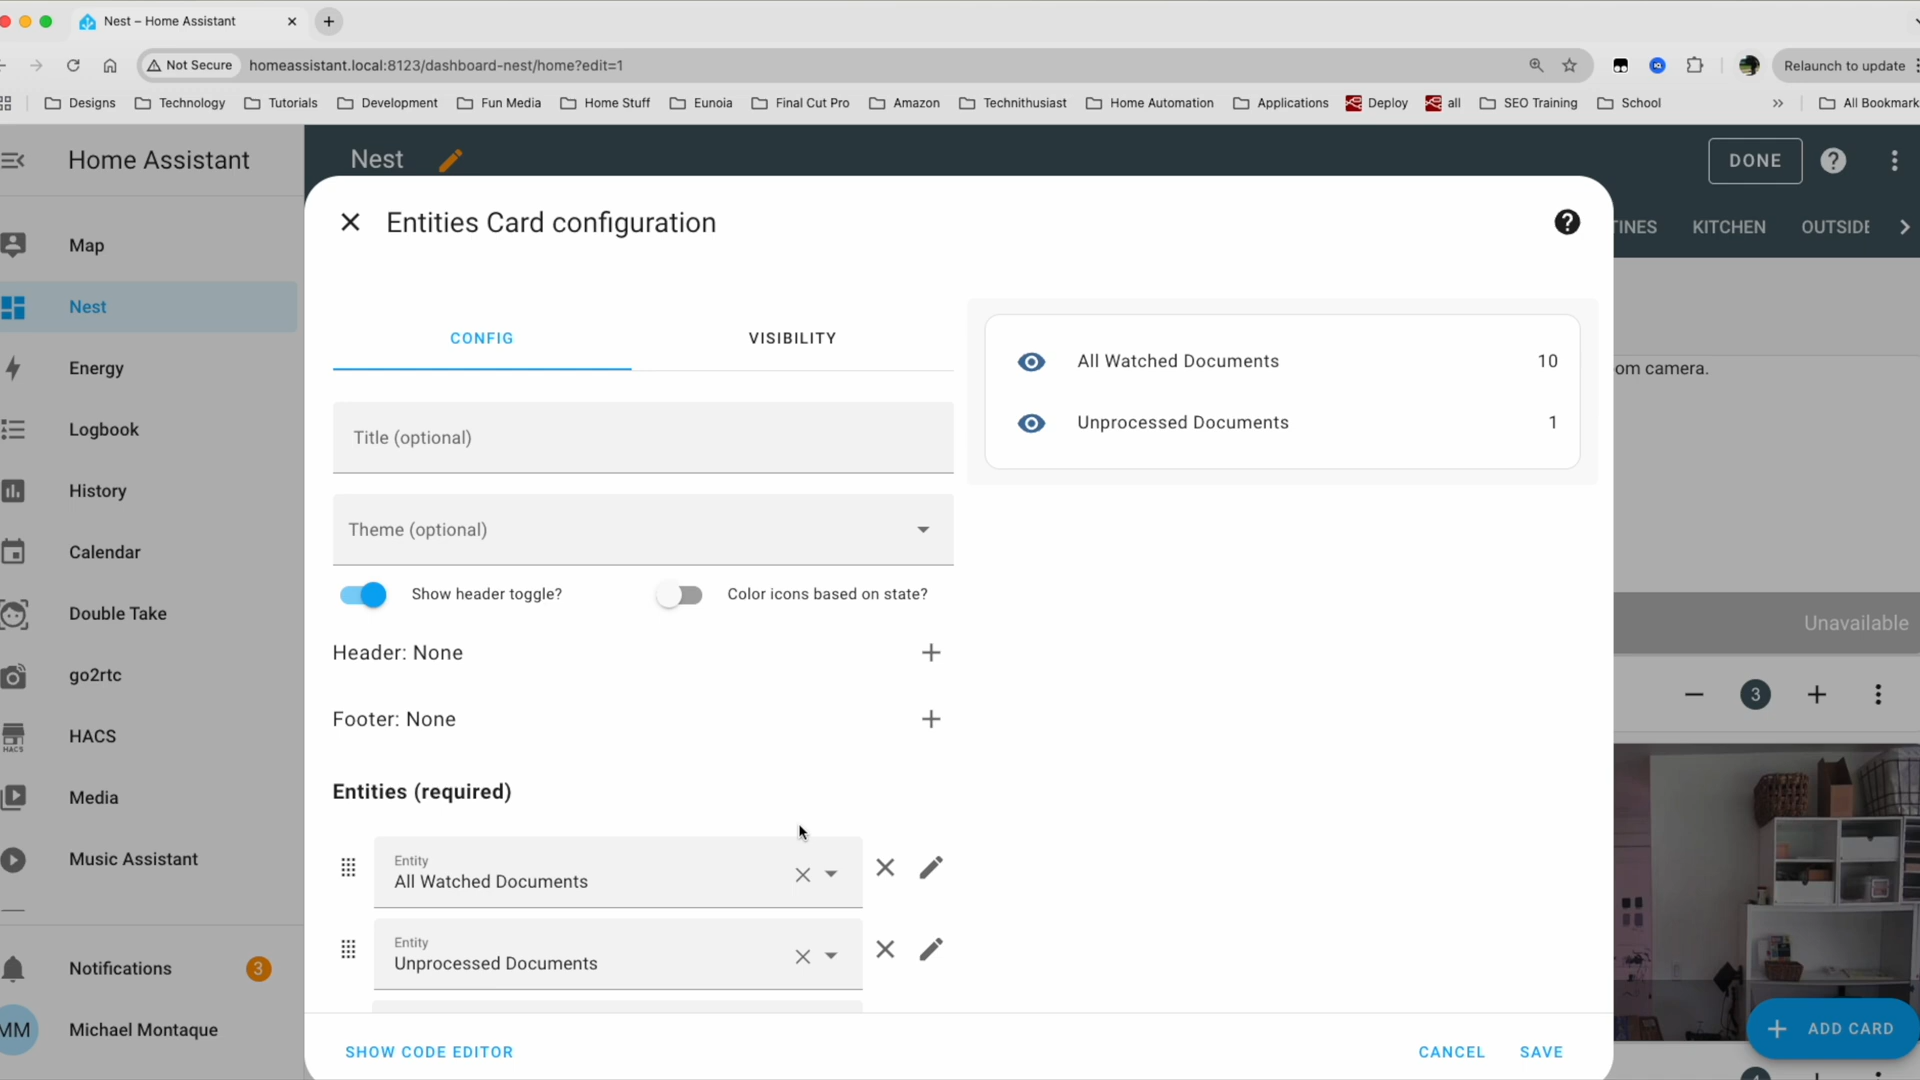 Nest – Home Assistant
Not Secure
homeassistant.local:8123/dashboard-nest/home?edit=1
Relaunch to update
Designs
Technology
Tutorials
Development
Fun Media
Home Stuff
Eunoia
Final Cut Pro
Amazon
Technithusiast
Home Automation
Applications
Deploy
all
SEO Training
School
All Bookmark
Home Assistant
Nest
DONE
TINES
KITCHEN
OUTSIDE
Map
Nest
Energy
Logbook
History
Calendar
Double Take
go2rtc
HACS
HACS
Media
Music Assistant
Notifications
3
MM
Michael Montaque
Entities Card configuration
CONFIG
VISIBILITY
Title (optional)
Theme (optional)
Show header toggle?
Color icons based on state?
Header: None
Footer: None
Entities (required)
Entity
All Watched Documents
Entity
Unprocessed Documents
SHOW CODE EDITOR
CANCEL
SAVE
All Watched Documents 10
Unprocessed Documents 1
om camera.
Unavailable
3
ADD CARD